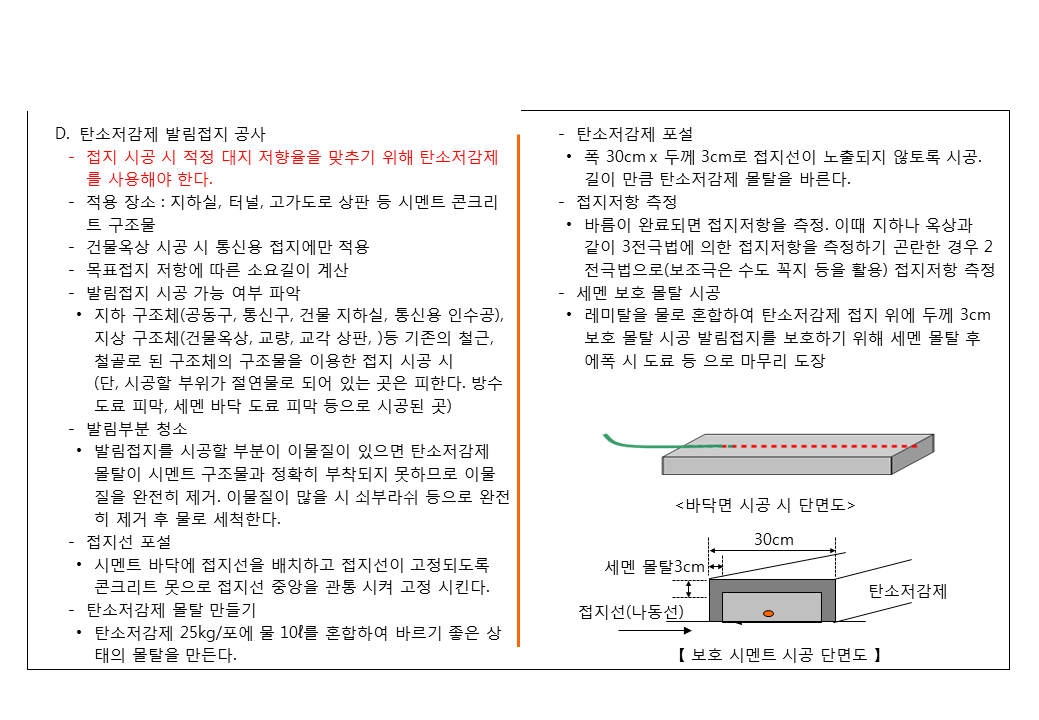 D. 탄소저감제 발림접지 공사
- 접지 시공 시 적정 대지 저항율을 맞추기 위해 탄소저감제
를 사용해야 한다.
- 적용 장소 : 지하실, 터널, 고가도로 상판 등 시멘트 콘크리
트 구조물
- 건물옥상 시공 시 통신용 접지에만 적용
- 목표접지 저항에 따른 소요길이 계산
- 발림접지 시공 가능 여부 파악
• 지하 구조체(공동구, 통신구, 건물 지하실, 통신용 인수공),
지상 구조체(건물옥상, 교량, 교각 상판, )등 기존의 철근,
철골로 된 구조체의 구조물을 이용한 접지 시공 시
(단, 시공할 부위가 절연물로 되어 있는 곳은 피한다. 방수
도료 피막, 세멘 바닥 도료 피막 등으로 시공된 곳)
- 발림부분 청소
• 발림접지를 시공할 부분이 이물질이 있으면 탄소저감제
몰탈이 시멘트 구조물과 정확히 부착되지 못하므로 이물
질을 완전히 제거. 이물질이 많을 시 쇠부라쉬 등으로 완전
히 제거 후 물로 세척한다.
- 접지선 포설
• 시멘트 바닥에 접지선을 배치하고 접지선이 고정되도록
콘크리트 못으로 접지선 중앙을 관통 시켜 고정 시킨다.
- 탄소저감제 몰탈 만들기
• 탄소저감제 25kg/포에 물 10ℓ를 혼합하여 바르기 좋은 상
태의 몰탈을 만든다.
- 탄소저감제 포설
• 폭 30cm x 두께 3cm로 접지선이 노출되지 않토록 시공.
길이 만큼 탄소저감제 몰탈을 바른다.
- 접지저항 측정
• 바름이 완료되면 접지저항을 측정. 이때 지하나 옥상과
같이 3전극법에 의한 접지저항을 측정하기 곤란한 경우 2
전극법으로(보조극은 수도 꼭지 등을 활용) 접지저항 측정
- 세멘 보호 몰탈 시공
• 레미탈을 물로 혼합하여 탄소저감제 접지 위에 두께 3cm
보호 몰탈 시공 발림접지를 보호하기 위해 세멘 몰탈 후
에폭 시 도료 등 으로 마무리 도장
<바닥면 시공 시 단면도>
30cm
세멘 몰탈3cm
탄소저감제
접지선(나동선)
【 보호 시멘트 시공 단면도 】